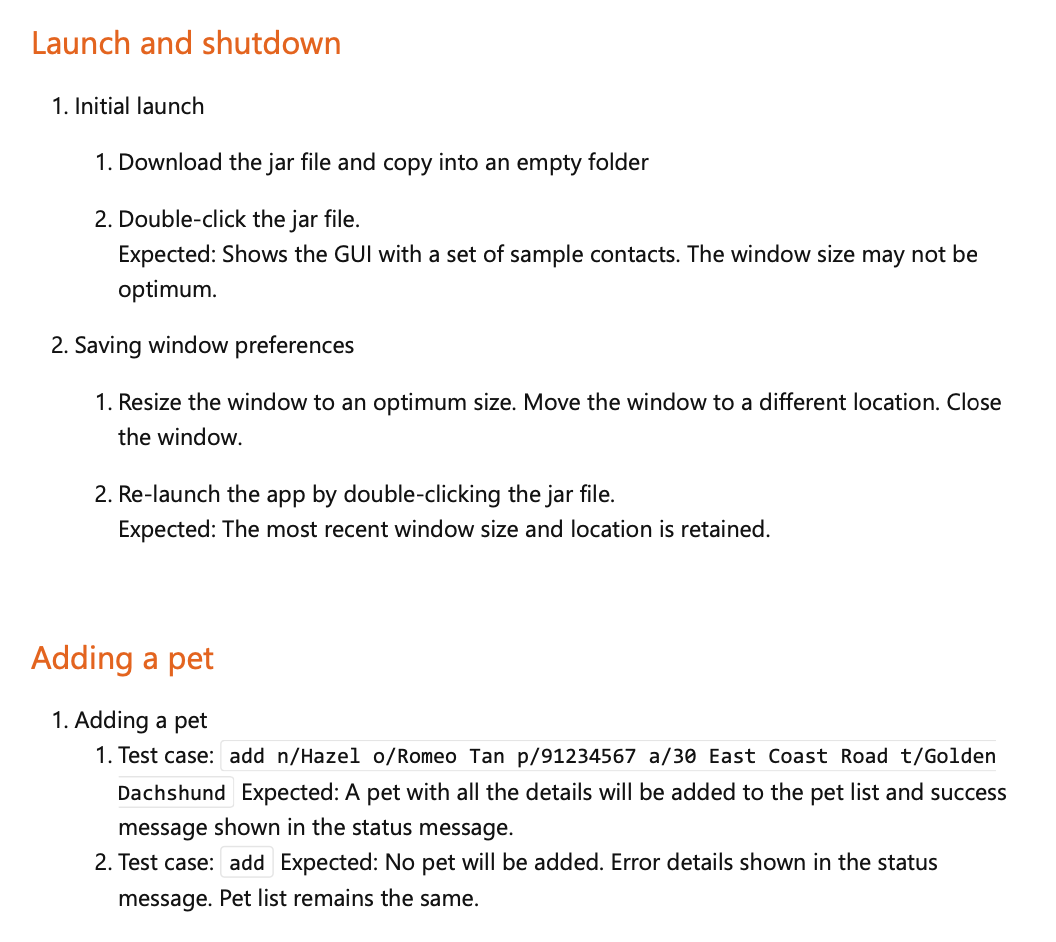 Launch and shutdown
1. Initial launch
1. Download the jar file and copy into an empty folder
2. Double-click the jar file.
Expected: Shows the GUI with a set of sample contacts. The window size may not be
optimum.
2. Saving window preferences
1. Resize the window to an optimum size. Move the window to a different location. Close
the window.
2. Re-launch the app by double-clicking the jar file.
Expected: The most recent window size and location is retained.
Adding a pet
1. Adding a pet
1. Test case: add n/Hazel o/Romeo Tan p/91234567 a/30 East Coast Road t/Golden
Dachshund Expected: A pet with all the details will be added to the pet list and success
message shown in the status message.
2. Test case: add Expected: No pet will be added. Error details shown in the status
message. Pet list remains the same.